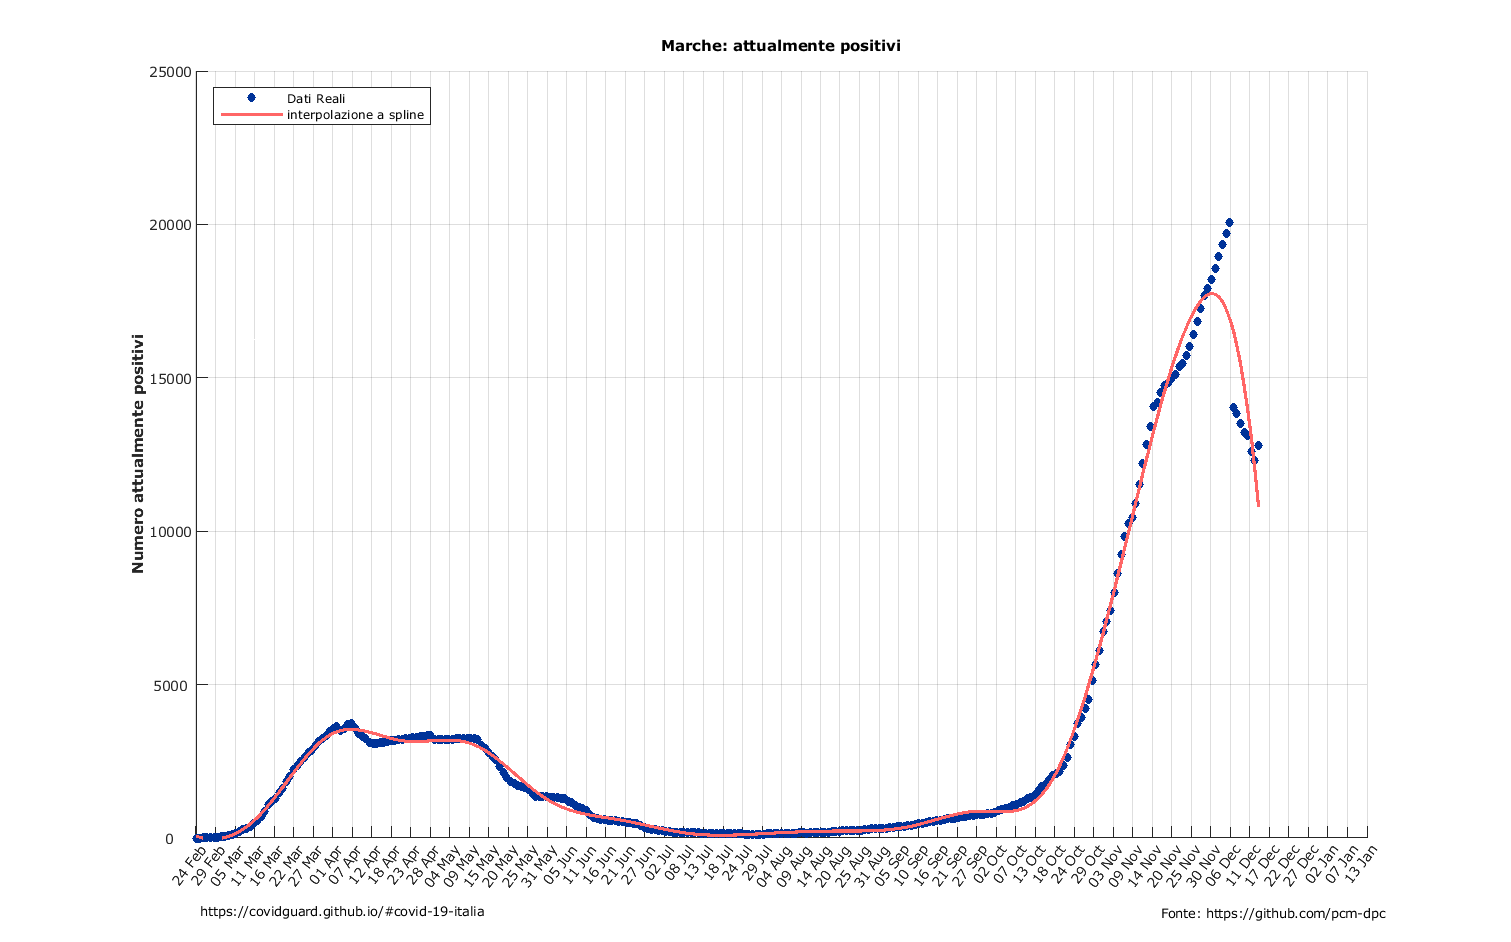 Marche: attualmente positivi
25000
20000
15000
10000
5000
0
Numero attualmente positivi
Dati Reali
interpolazione a spline
24 Feb
29 Feb
05 Mar
11 Mar
16 Mar
22 Mar
27 Mar
01 Apr
07 Apr
12 Apr
18 Apr
23 Apr
28 Apr
04 May
09 May
15 May
20 May
25 May
31 May
05 Jun
11 Jun
16 Jun
21 Jun
27 Jun
02 Jul
08 Jul
13 Jul
18 Jul
24 Jul
29 Jul
04 Aug
09 Aug
14 Aug
20 Aug
25 Aug
31 Aug
05 Sep
10 Sep
16 Sep
21 Sep
27 Sep
02 Oct
07 Oct
13 Oct
18 Oct
24 Oct
29 Oct
03 Nov
09 Nov
14 Nov
20 Nov
25 Nov
30 Nov
06 Dec
11 Dec
17 Dec
22 Dec
27 Dec
02 Jan
07 Jan
13 Jan
https://covidguard.github.io/#covid-19-italia
Fonte: https://github.com/pcm-dpc